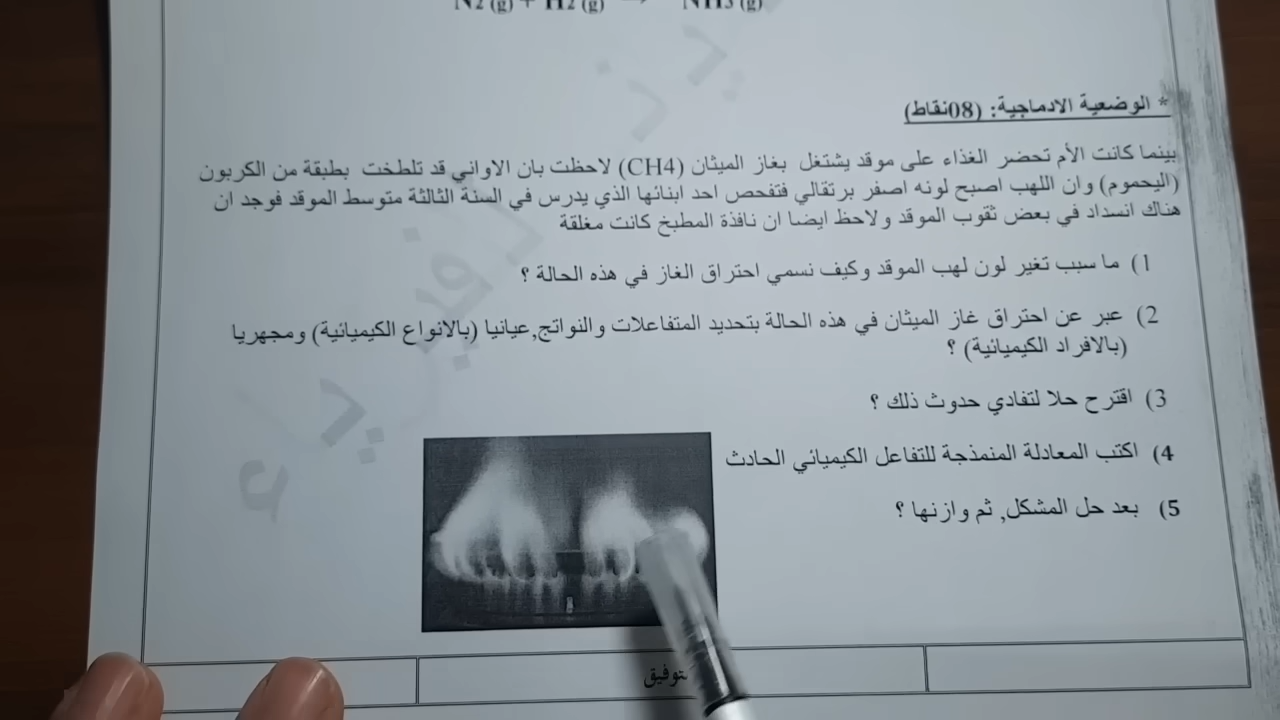 N2 (g) + H2 (g) → NH3 (g)
* الوضعية الادماجية: (08نقاط)
بينما كانت الأم تحضر الغذاء على موقد يشتغل بغاز الميثان (CH4) لاحظت بان الاواني قد تلطخت بطبقة من الكربون
(اليحموم) وان اللهب اصبح لونه اصفر برتقالي فتفحص احد ابنائها الذي يدرس في السنة الثالثة متوسط الموقد فوجد ان
هناك انسداد في بعض ثقوب الموقد ولاحظ ايضا ان نافذة المطبخ كانت مغلقة
1) ما سبب تغير لون لهب الموقد وكيف نسمي احتراق الغاز في هذه الحالة ؟
2) عبر عن احتراق غاز الميثان في هذه الحالة بتحديد المتفاعلات والنواتج,عيانيا (بالانواع الكيميائية) ومجهريا
(بالافراد الكيميائية) ؟
3) اقترح حلا لتفادي حدوث ذلك ؟
4) اكتب المعادلة المنمذجة للتفاعل الكيميائي الحادث
5) بعد حل المشكل, ثم وازنها ؟